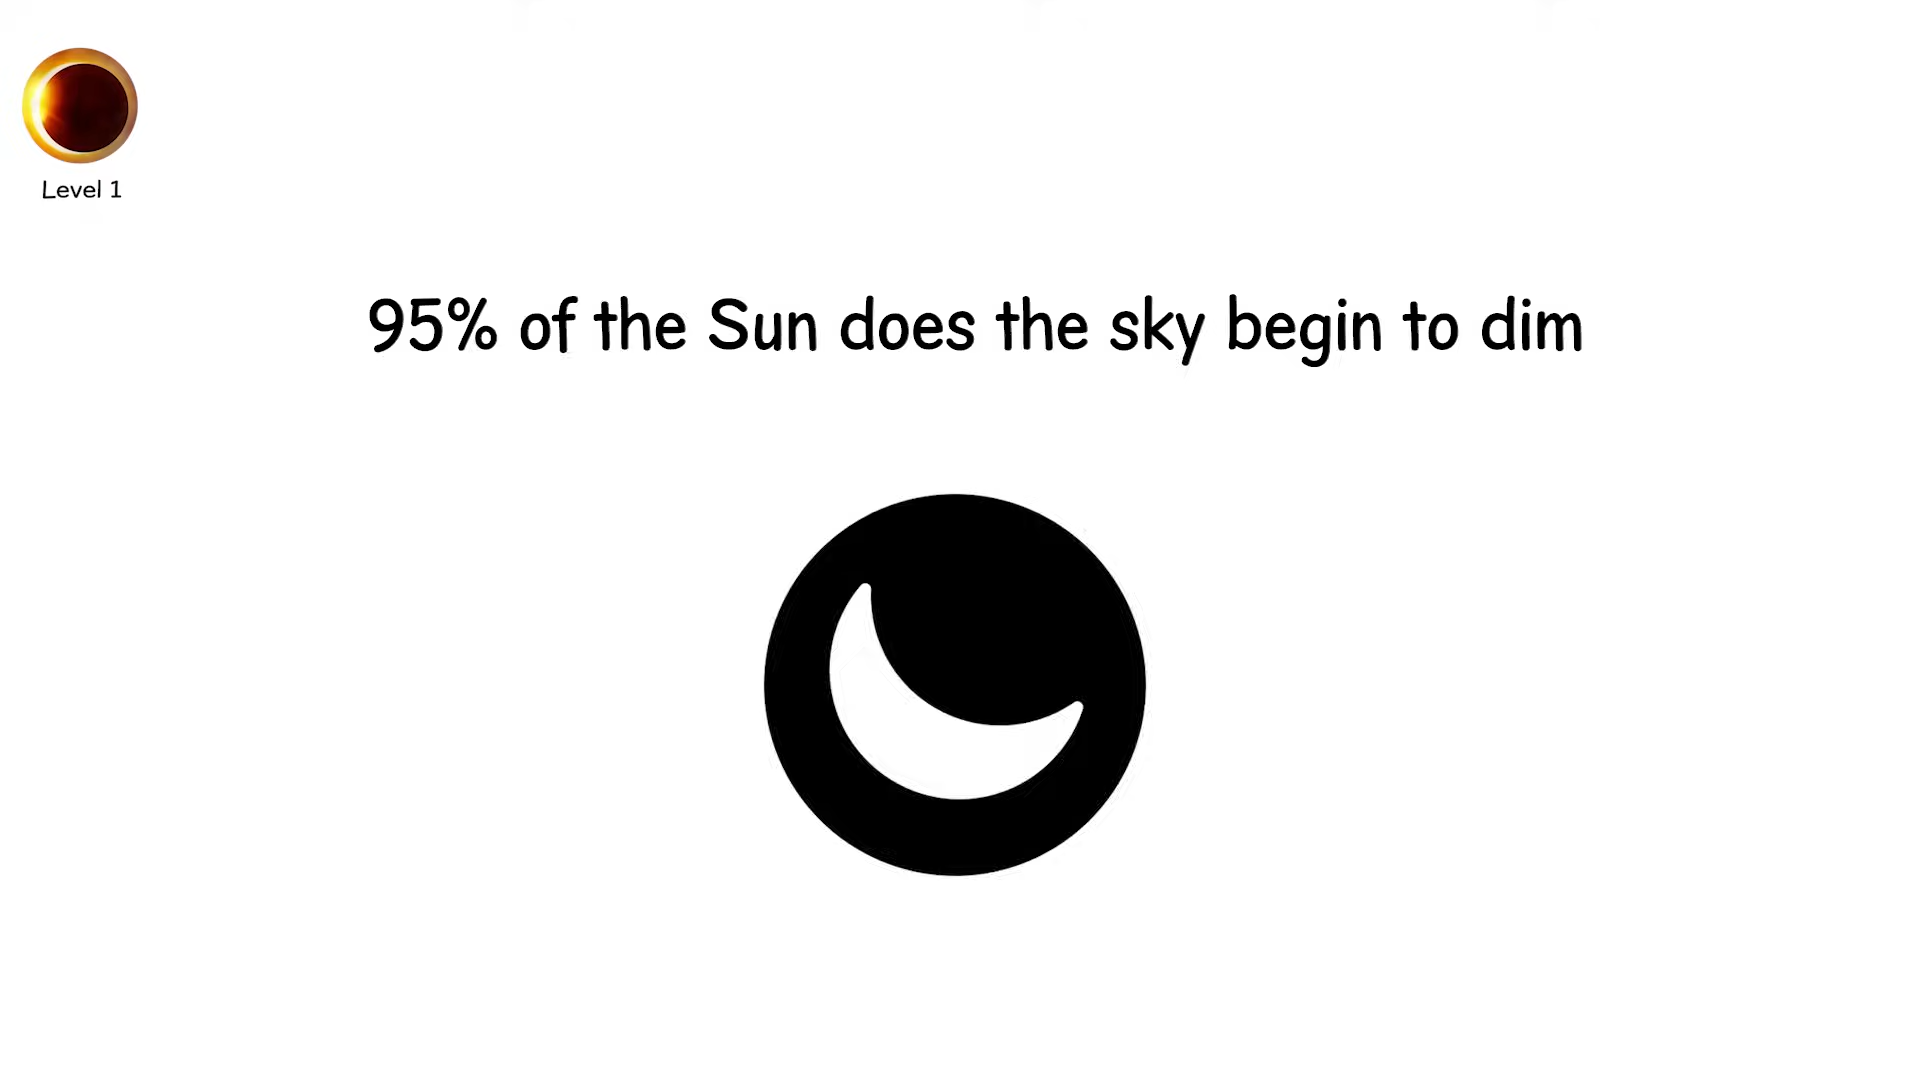 Level 1
95% of the Sun does the sky begin to dim